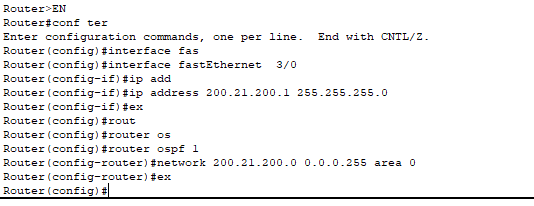 Router>EN
Router#conf ter
Enter configuration commands, one per line.  End with CNTL/Z.
Router(config)#interface fas
Router(config)#interface fastEthernet  3/0
Router(config-if)#ip add
Router(config-if)#ip address 200.21.200.1 255.255.255.0
Router(config-if)#ex
Router(config)#rout
Router(config)#router os
Router(config)#router ospf 1
Router(config-router)#network 200.21.200.0 0.0.0.255 area 0
Router(config-router)#ex
Router(config)#